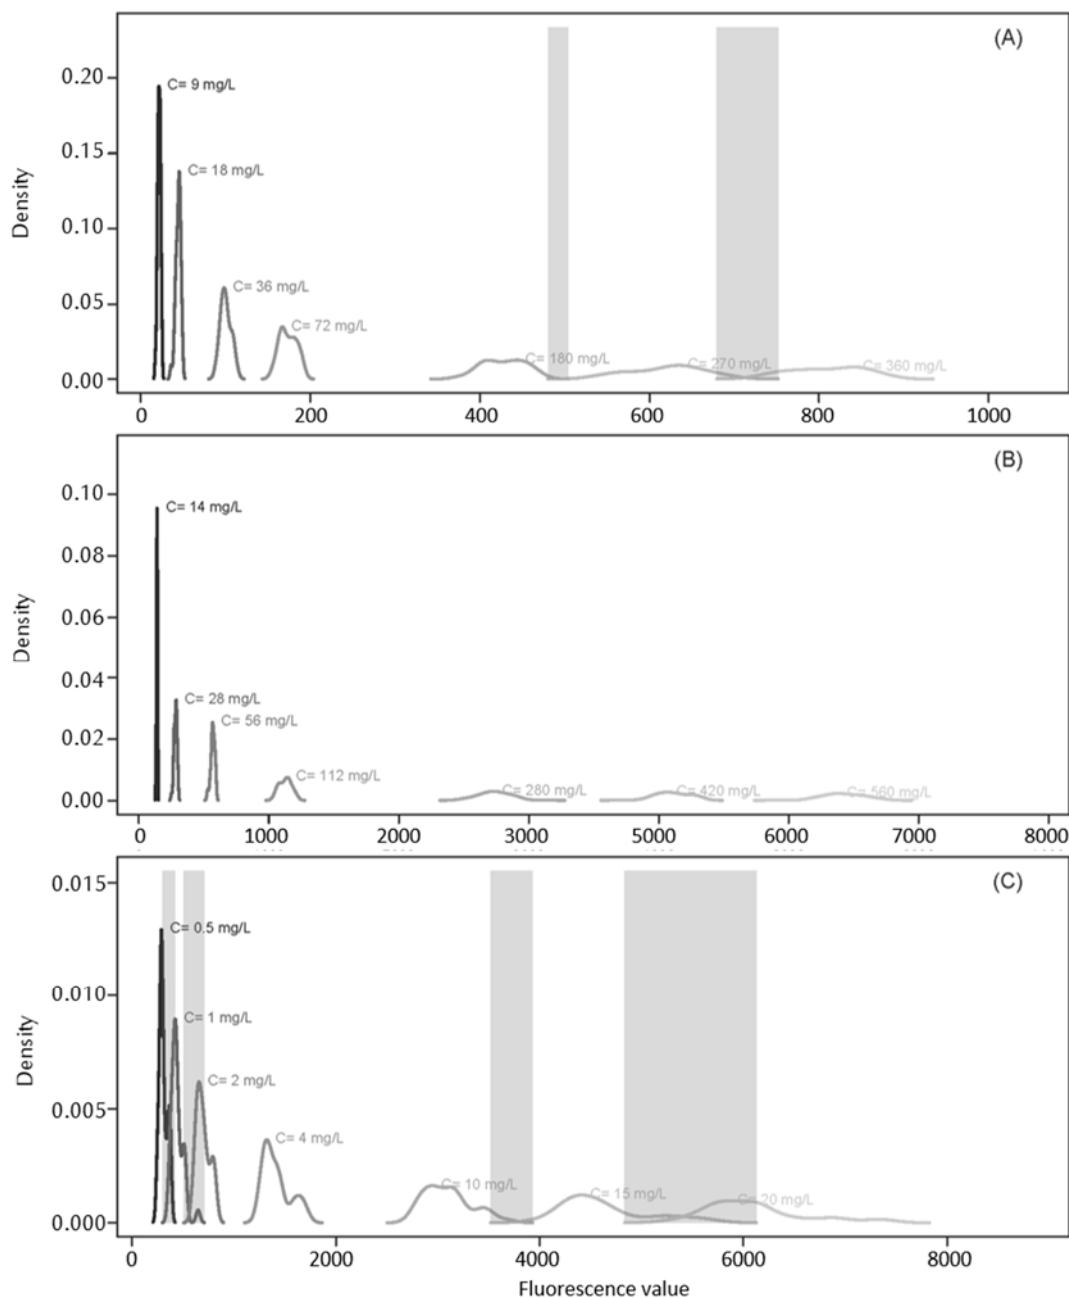 (A)
0.20
C= 9 mg/L
0.15
C= 18 mg/L
Density
0.10
C= 36 mg/L
0.05
C= 72 mg/L
C= 180 mg/L
C= 270 mg/L
C= 360 mg/L
0.00
0 200 400 600 800 1000
(B)
0.10
C= 14 mg/L
0.08
Density
0.06
0.04
C= 28 mg/L
C= 56 mg/L
0.02
C= 112 mg/L
C= 280 mg/L
C= 420 mg/L
C= 560 mg/L
0.00
0 1000 2000 3000 4000 5000 6000 7000 8000
(C)
0.015
C= 0.5 mg/L
0.010
C= 1 mg/L
Density
C= 2 mg/L
0.005
C= 4 mg/L
C= 10 mg/L
C= 15 mg/L
C= 20 mg/L
0.000
0 2000 4000 6000 8000
Fluorescence value